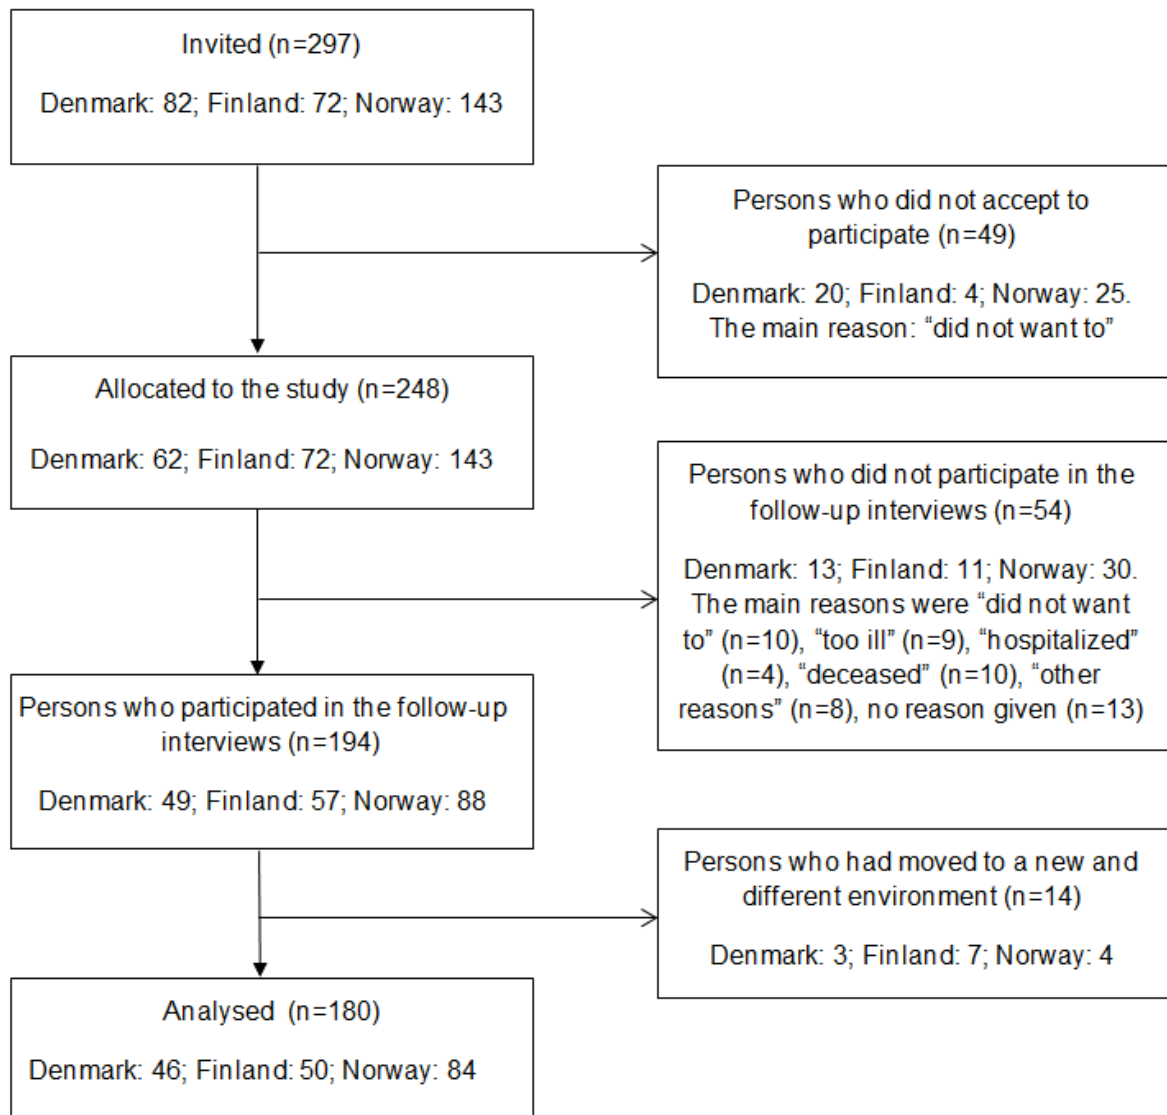 Invited (n=297)
Denmark: 82; Finland: 72; Norway: 143
Persons who did not accept to
participate (n=49)
Denmark: 20; Finland: 4; Norway: 25.
The main reason: “did not want to”
Allocated to the study (n=248)
Denmark: 62; Finland: 72; Norway: 143
Persons who did not participate in the
follow-up interviews (n=54)
Denmark: 13; Finland: 11; Norway: 30.
The main reasons were “did not want
to” (n=10), “too ill” (n=9), “hospitalized”
(n=4), “deceased” (n=10), “other
reasons” (n=8), no reason given (n=13)
Persons who participated in the follow-up
interviews (n=194)
Denmark: 49; Finland: 57; Norway: 88
Persons who had moved to a new and
different environment (n=14)
Denmark: 3; Finland: 7; Norway: 4
Analysed (n=180)
Denmark: 46; Finland: 50; Norway: 84